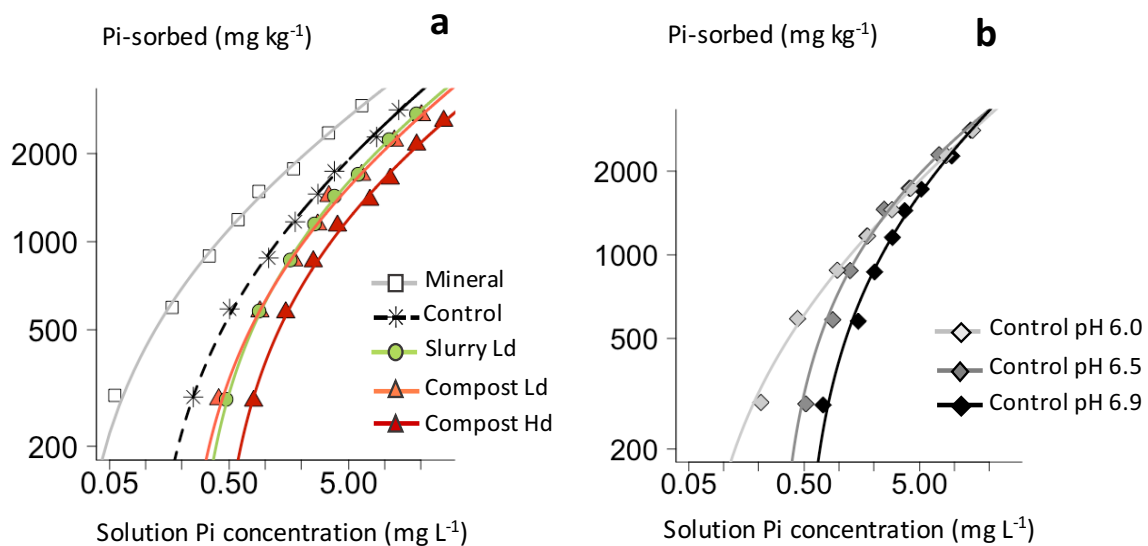 a
Pi-sorbed (mg kg⁻¹)
2000
1000
500
200
0.05 0.50 5.00
Solution Pi concentration (mg L⁻¹)
Mineral
Control
Slurry Ld
Compost Ld
Compost Hd
b
Pi-sorbed (mg kg⁻¹)
2000
1000
500
200
0.05 0.50 5.00
Solution Pi concentration (mg L⁻¹)
Control pH 6.0
Control pH 6.5
Control pH 6.9